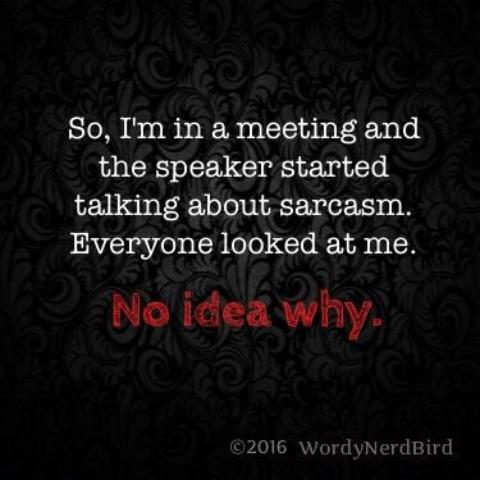 So, I'm in a meeting and
the speaker started
talking about sarcasm.
Everyone looked at me.
No idea why.
©2016 WordyNerdBird